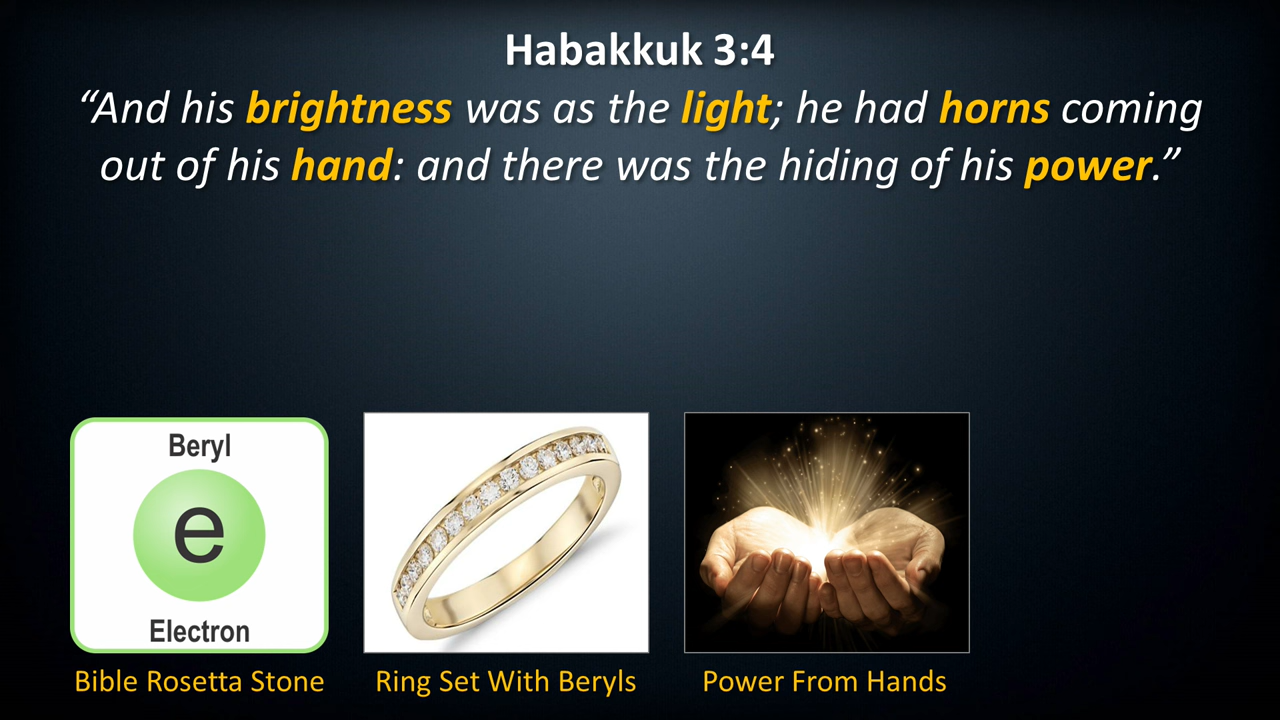 Habakkuk 3:4
“And his brightness was as the light; he had horns coming
out of his hand: and there was the hiding of his power.”
Beryl
e
Electron
Bible Rosetta Stone
Ring Set With Beryls
Power From Hands